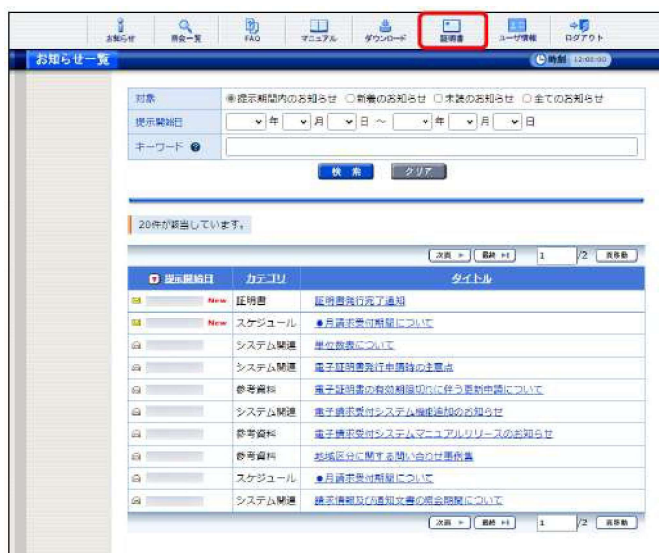 お知らせ 照会一覧 FAQ マニュアル ダウンロード 証明書 ユーザ情報 ログアウト
お知らせ一覧 時刻 12:00:00
対象 提示期間内のお知らせ 新着のお知らせ 未読のお知らせ 全てのお知らせ
提示開始日 年 月 日 ～ 年 月 日
キーワード ?
検索 クリア
20件が該当しています。
次頁 最終 1 /2 頁移動
提示開始日 カテゴリ タイトル
New 証明書 証明書発行完了通知
New スケジュール ●月請求受付期間について
システム関連 単位数表について
システム関連 電子証明書発行申請時の注意点
参考資料 電子証明書の有効期限切れに伴う更新申請について
システム関連 電子請求受付システム機能追加のお知らせ
参考資料 電子請求受付システムマニュアルリリースのお知らせ
参考資料 地域区分に関する問い合わせ事例集
スケジュール ●月請求受付期間について
システム関連 請求情報及び通知文書の照会期間について
次頁 最終 1 /2 頁移動